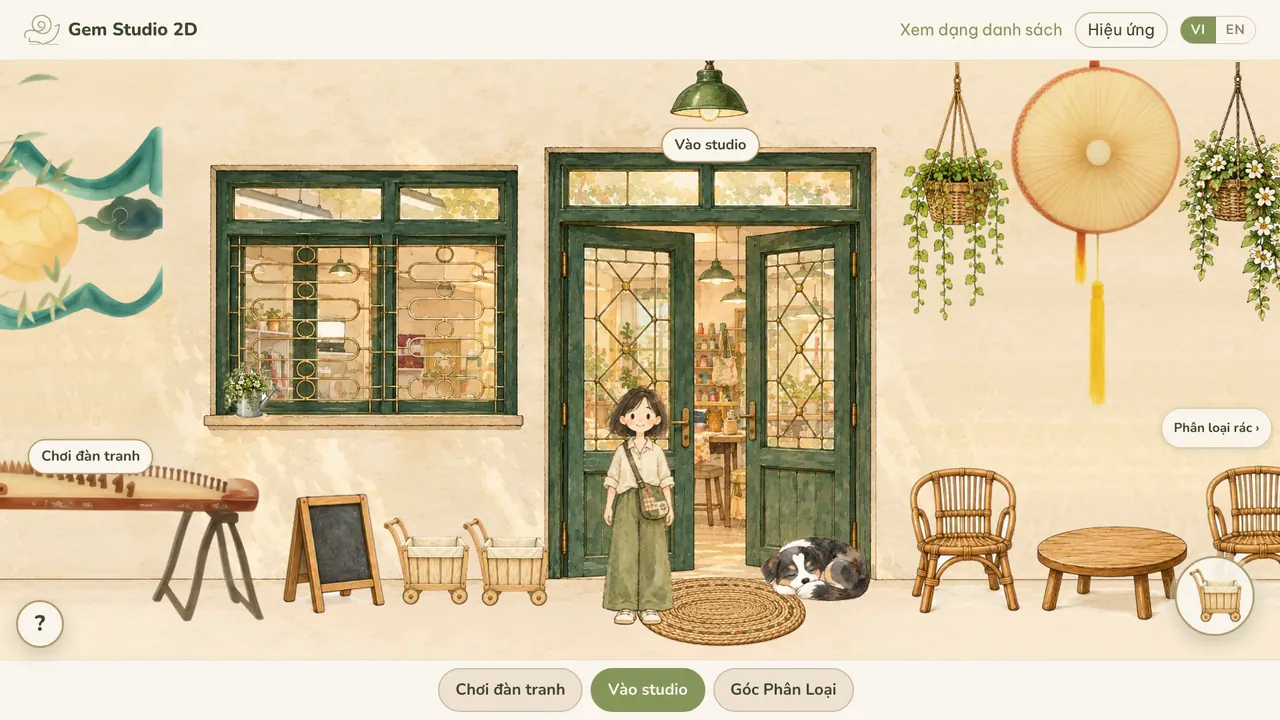 Gem Studio 2D
Xem dạng danh sách
Hiệu ứng
VI
EN
Vào studio
Phân loại rác ›
Chơi đàn tranh
?
Chơi đàn tranh
Vào studio
Góc Phân Loại